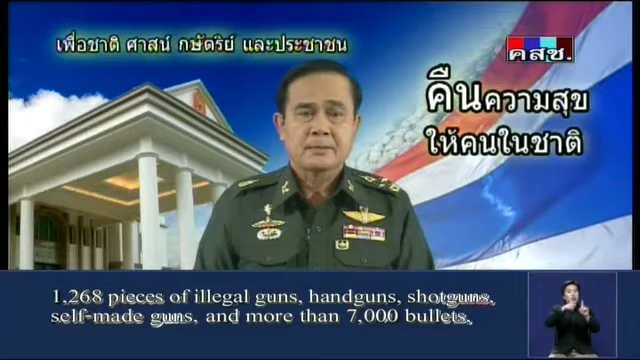 เพื่อชาติ ศาสน์ กษัตริย์ และประชาชน
คสช.
คืนความสุข
ให้คนในชาติ
1,268 pieces of illegal guns, handguns, shotguns,
self-made guns, and more than 7,000 bullets,